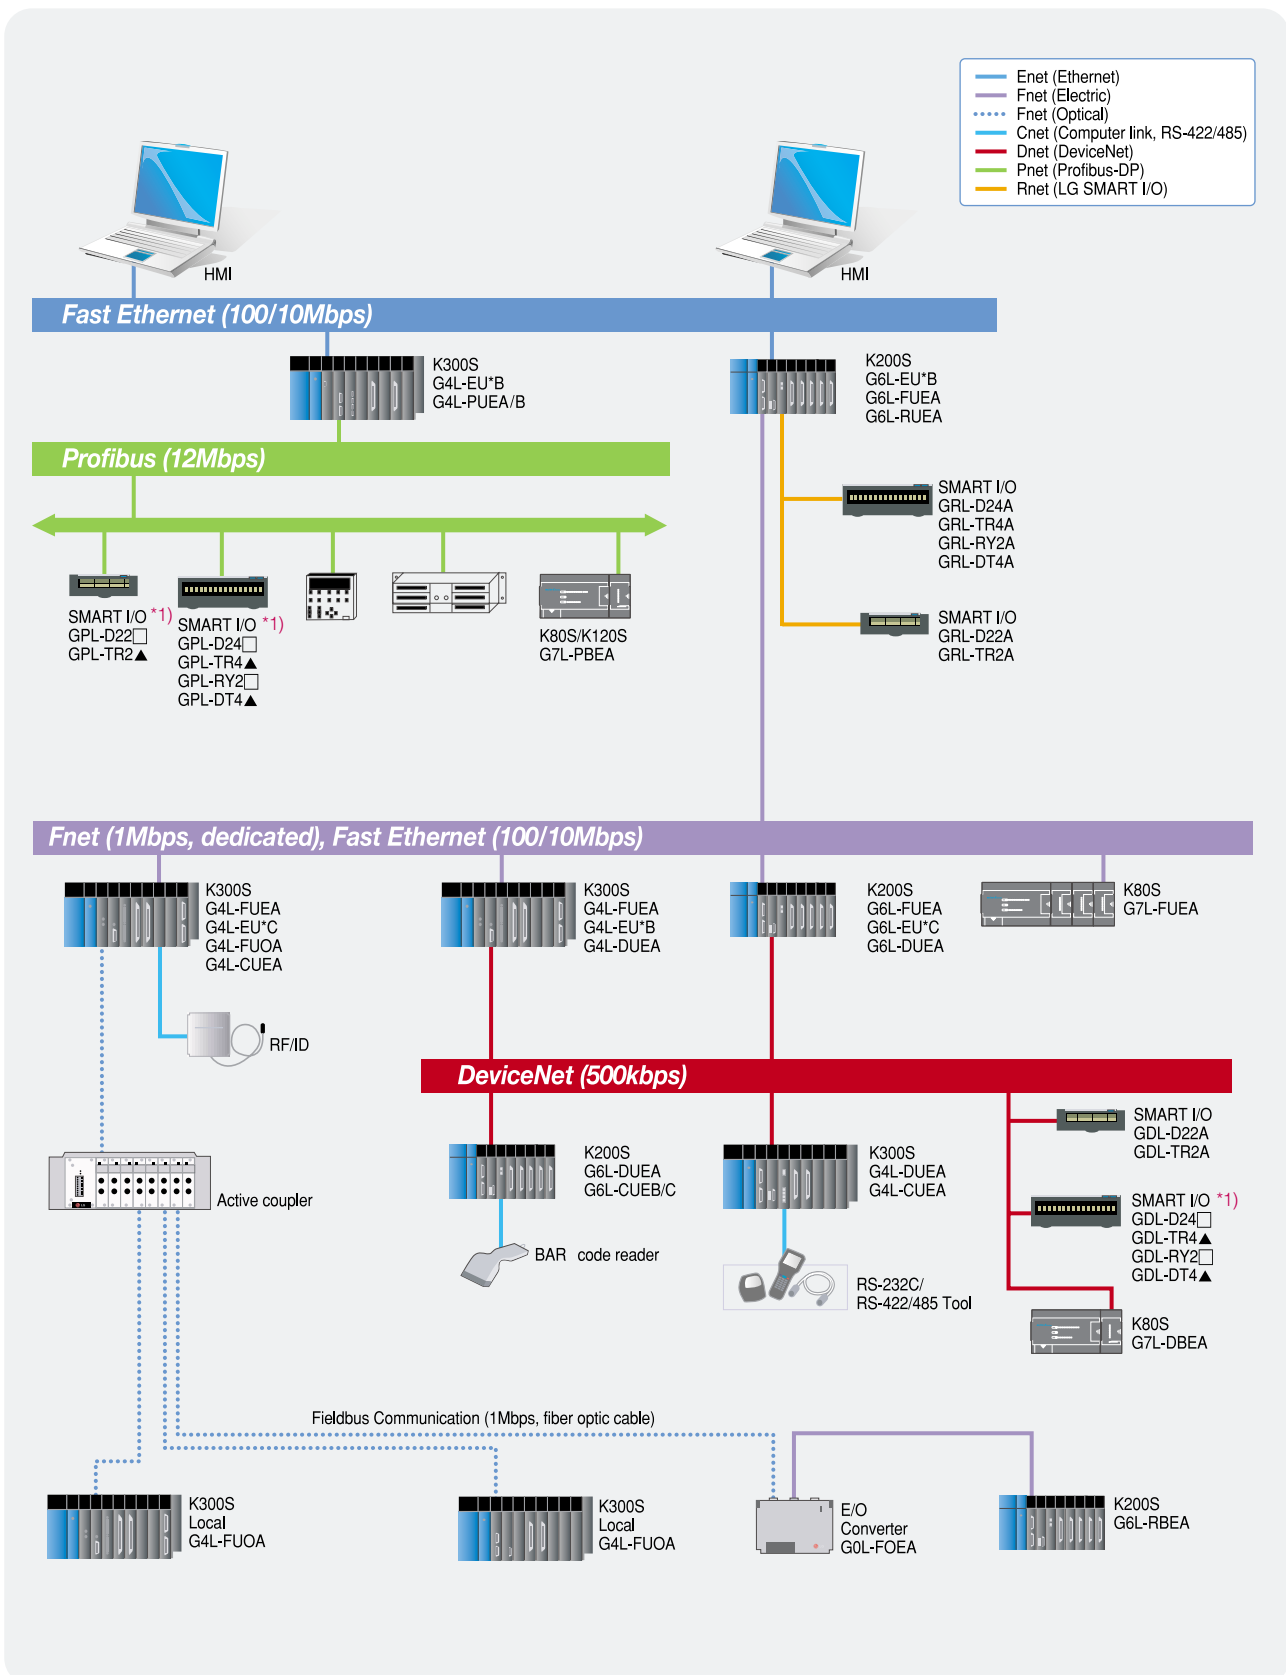 Enet (Ethernet)
Fnet (Electric)
Fnet (Optical)
Cnet (Computer link, RS-422/485)
Dnet (DeviceNet)
Pnet (Profibus-DP)
Rnet (LG SMART I/O)
HMI
HMI
Fast Ethernet (100/10Mbps)
K300S
G4L-EU*B
G4L-PUEA/B
K200S
G6L-EU*B
G6L-FUEA
G6L-RUEA
Profibus (12Mbps)
SMART I/O
GRL-D24A
GRL-TR4A
GRL-RY2A
GRL-DT4A
SMART I/O *1)
GPL-D22□
GPL-TR2▲
SMART I/O *1)
GPL-D24□
GPL-TR4▲
GPL-RY2□
GPL-DT4▲
K80S/K120S
G7L-PBEA
SMART I/O
GRL-D22A
GRL-TR2A
Fnet (1Mbps, dedicated), Fast Ethernet (100/10Mbps)
K300S
G4L-FUEA
G4L-EU*C
G4L-FUOA
G4L-CUEA
K300S
G4L-FUEA
G4L-EU*B
G4L-DUEA
K200S
G6L-FUEA
G6L-EU*C
G6L-DUEA
K80S
G7L-FUEA
RF/ID
DeviceNet (500kbps)
Active coupler
K200S
G6L-DUEA
G6L-CUEB/C
BAR code reader
K300S
G4L-DUEA
G4L-CUEA
RS-232C/
RS-422/485 Tool
SMART I/O
GDL-D22A
GDL-TR2A
SMART I/O *1)
GDL-D24□
GDL-TR4▲
GDL-RY2□
GDL-DT4▲
K80S
G7L-DBEA
Fieldbus Communication (1Mbps, fiber optic cable)
K300S
Local
G4L-FUOA
K300S
Local
G4L-FUOA
E/O
Converter
G0L-FOEA
K200S
G6L-RBEA